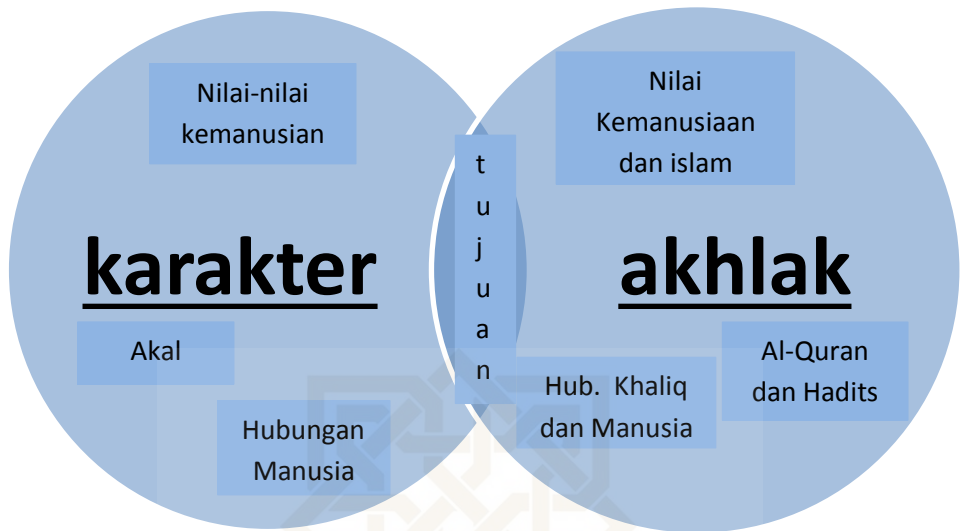 Nilai-nilai
kemanusian
karakter
Akal
Hubungan
Manusia
t
u
j
u
a
n
Nilai
Kemanusiaan
dan islam
akhlak
Al-Quran
dan Hadits
Hub. Khaliq
dan Manusia